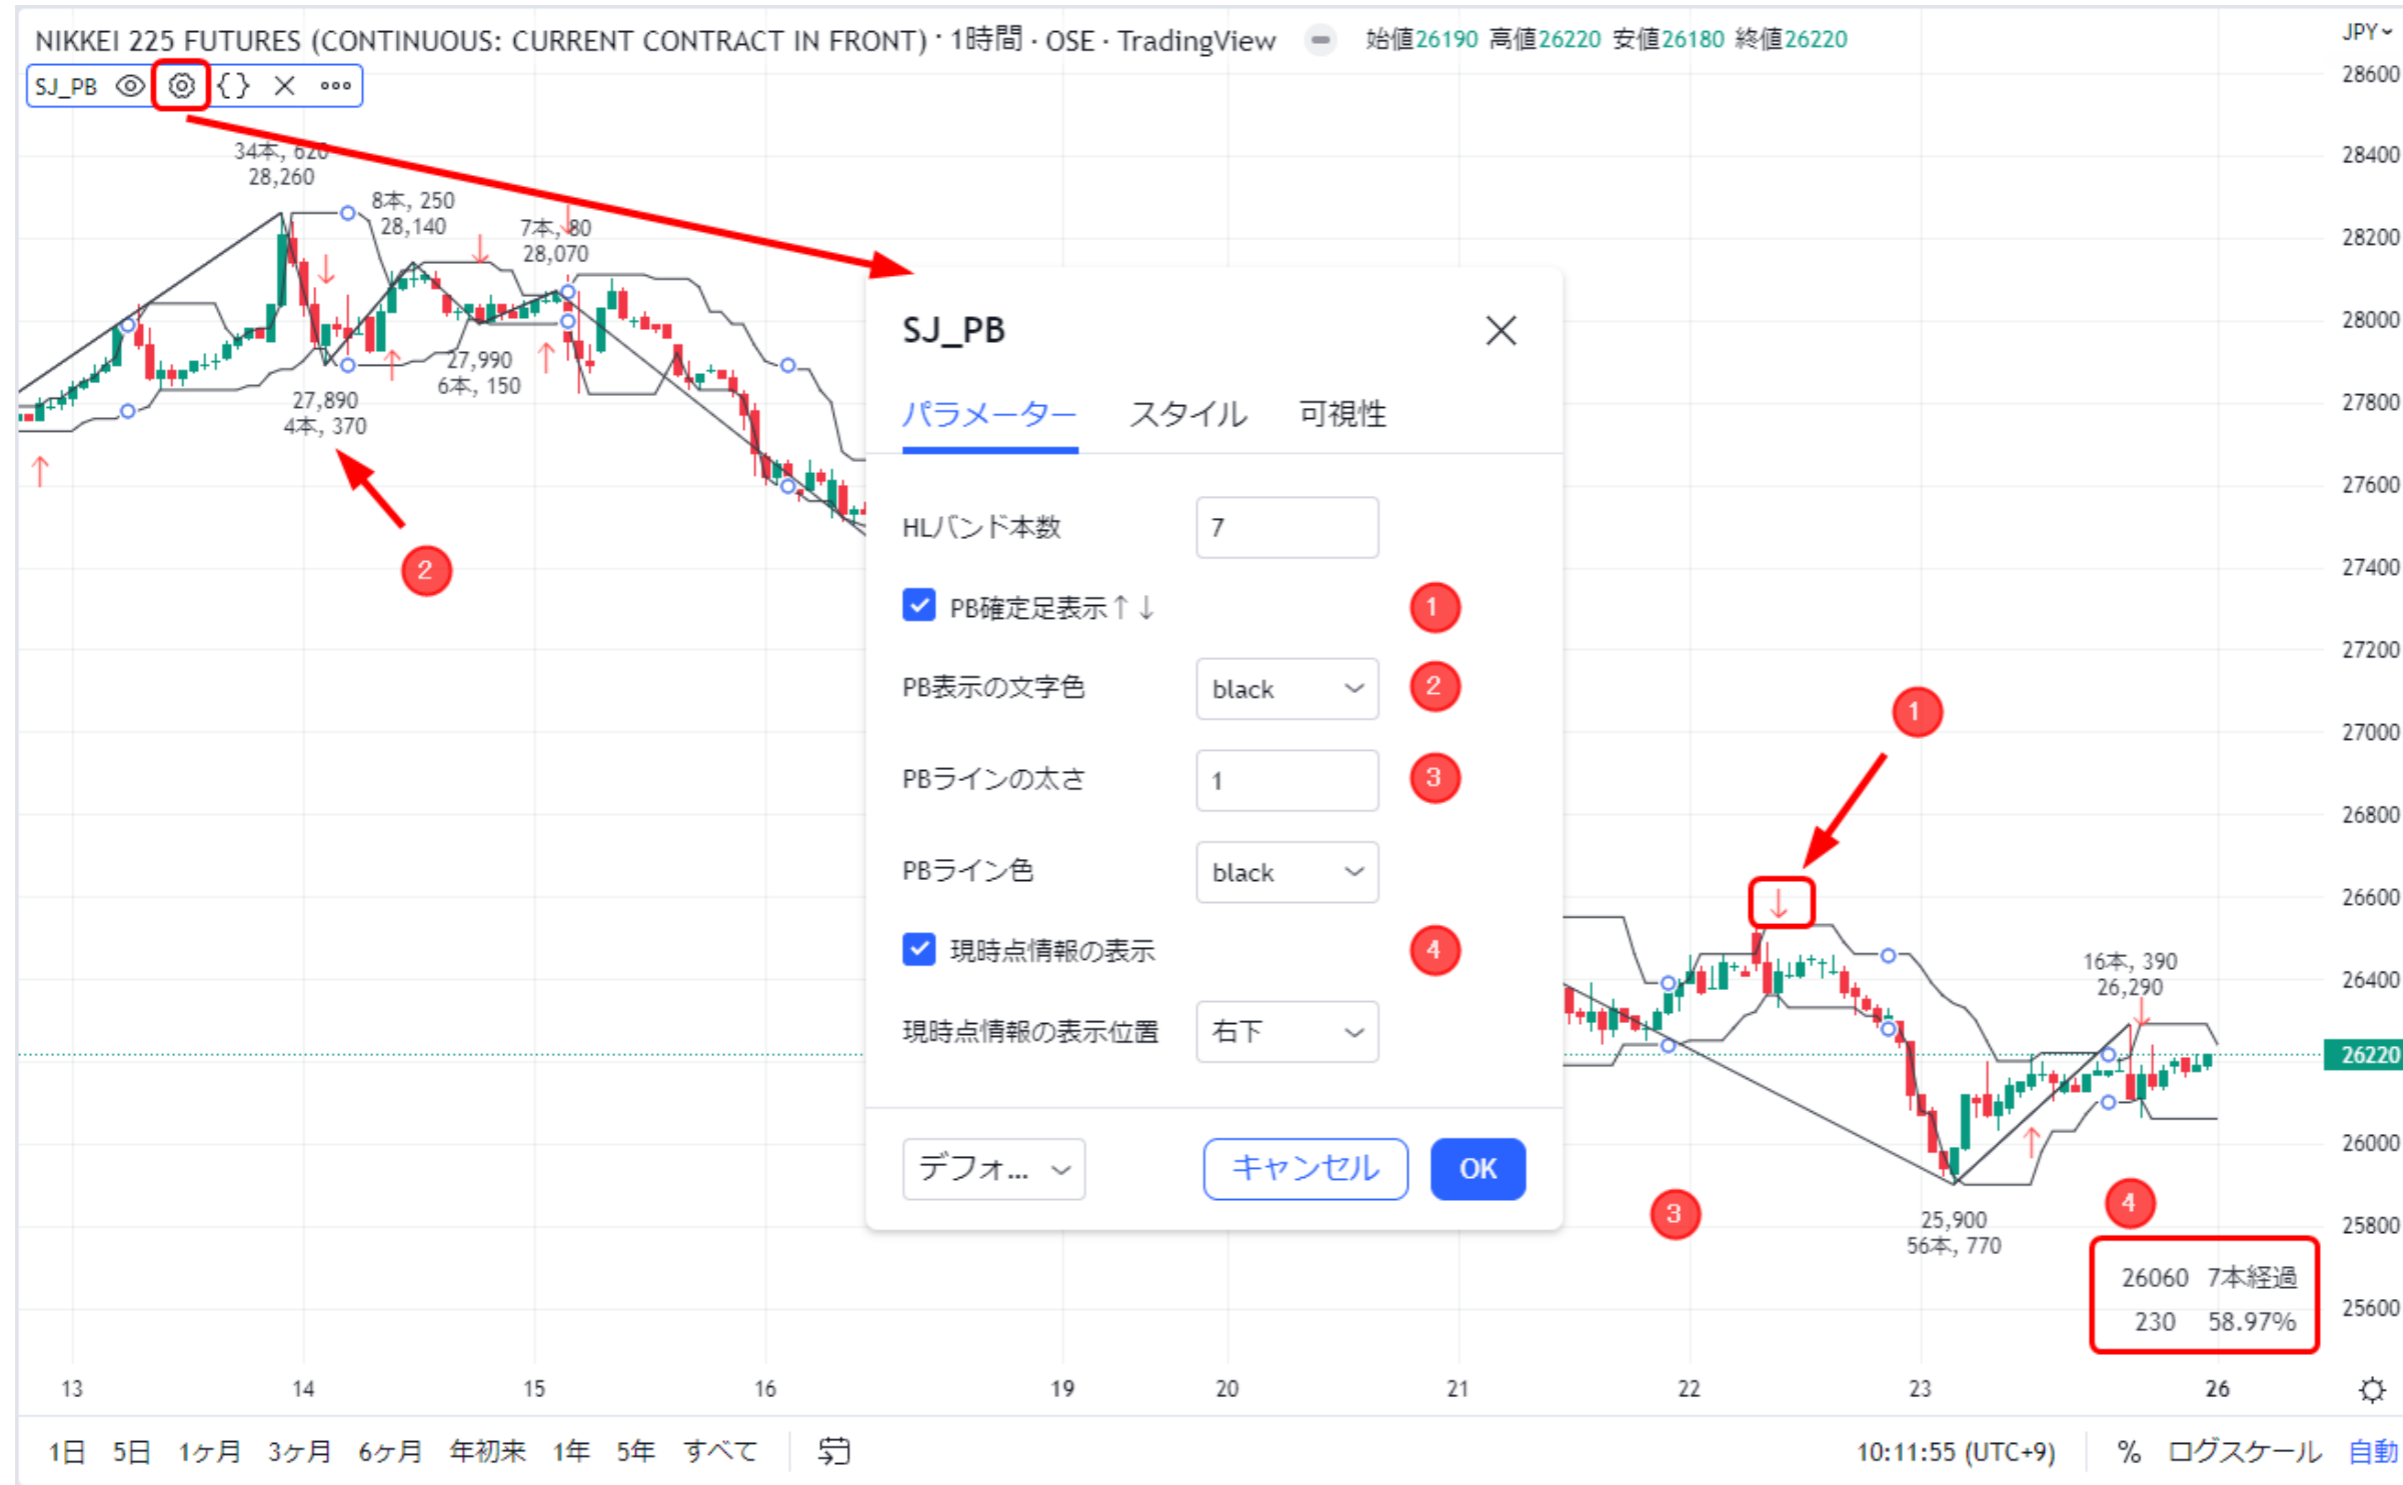 NIKKEI 225 FUTURES (CONTINUOUS: CURRENT CONTRACT IN FRONT) · 1時間 · OSE · TradingView 始値26190 高値26220 安値26180 終値26220
JPY
SJ_PB {}
28600
28400
28200
28000
27800
27600
27400
27200
27000
26800
26600
26400
26220
26000
25800
25600
34本, 620
28,260
8本, 250
28,140
7本, 80
28,070
27,990
6本, 150
27,890
4本, 370
2
SJ_PB
パラメーター スタイル 可視性
HLバンド本数 7
PB確定足表示↑↓ 1
PB表示の文字色 black 2
PBラインの太さ 1 3
PBライン色 black
現時点情報の表示 4
現時点情報の表示位置 右下
デフォ... キャンセル OK
1
16本, 390
26,290
3
25,900
56本, 770
4
26060 7本経過
230 58.97%
13 14 15 16 19 20 21 22 23 26
1日 5日 1ヶ月 3ヶ月 6ヶ月 年初来 1年 5年 すべて 10:11:55 (UTC+9) % ログスケール 自動